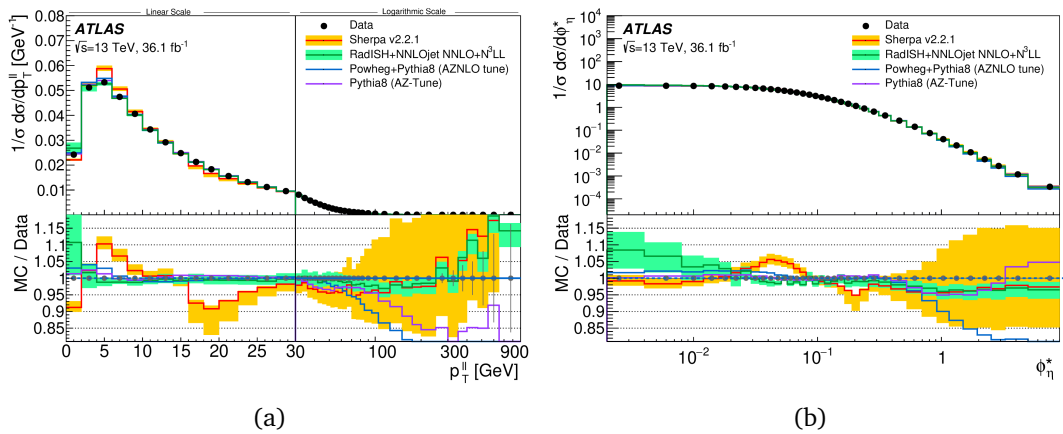 Linear Scale
Logarithmic Scale
ATLAS
√s=13 TeV, 36.1 fb⁻¹
Data
Sherpa v2.2.1
RadISH+NNLOjet NNLO+N³LL
Powheg+Pythia8 (AZNLO tune)
Pythia8 (AZ-Tune)
1/σ dσ/dp_T^ll [GeV⁻¹]
0.08
0.07
0.06
0.05
0.04
0.03
0.02
0.01
MC / Data
1.15
1.10
1.05
1
0.95
0.90
0.85
0 5 10 15 20 25 30 100 300 900
p_T^ll [GeV]
(a)
ATLAS
√s=13 TeV, 36.1 fb⁻¹
Data
Sherpa v2.2.1
RadISH+NNLOjet NNLO+N³LL
Powheg+Pythia8 (AZNLO tune)
Pythia8 (AZ-Tune)
1/σ dσ/dϕ*_η
10⁴
10³
10²
10
1
10⁻¹
10⁻²
10⁻³
10⁻⁴
MC / Data
1.15
1.10
1.05
1
0.95
0.90
0.85
10⁻² 10⁻¹ 1
ϕ*_η
(b)